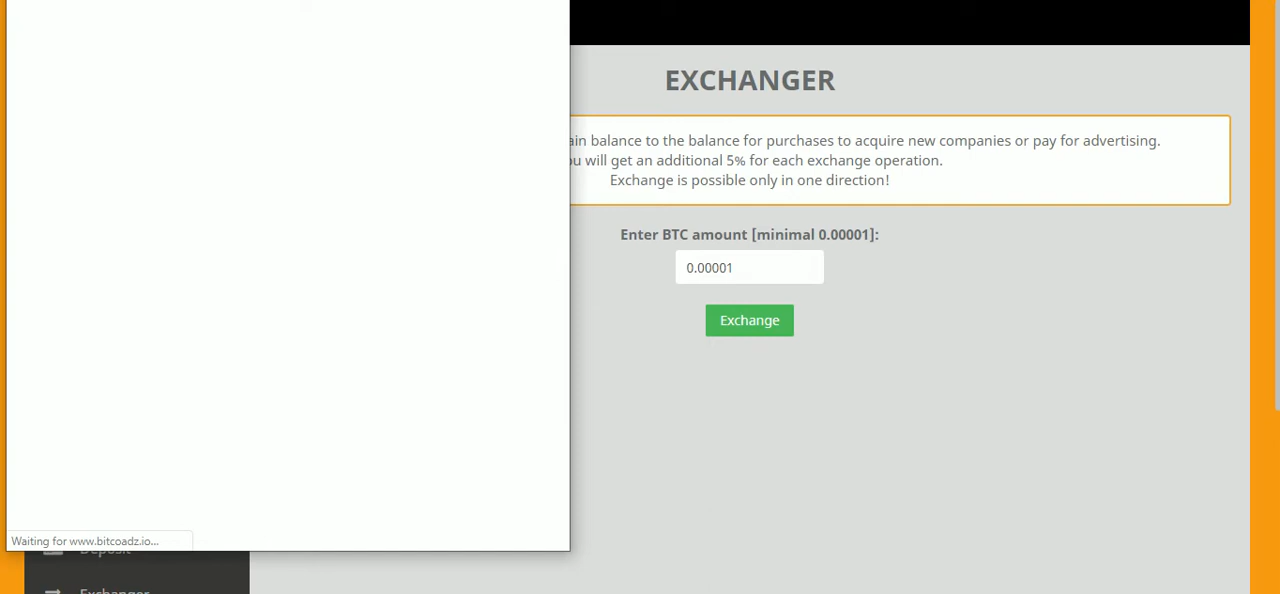 EXCHANGER
ain balance to the balance for purchases to acquire new companies or pay for advertising.
ou will get an additional 5% for each exchange operation.
Exchange is possible only in one direction!
Enter BTC amount [minimal 0.00001]:
0.00001
Exchange
Waiting for www.bitcoadz.io...
Deposit
Exchanger